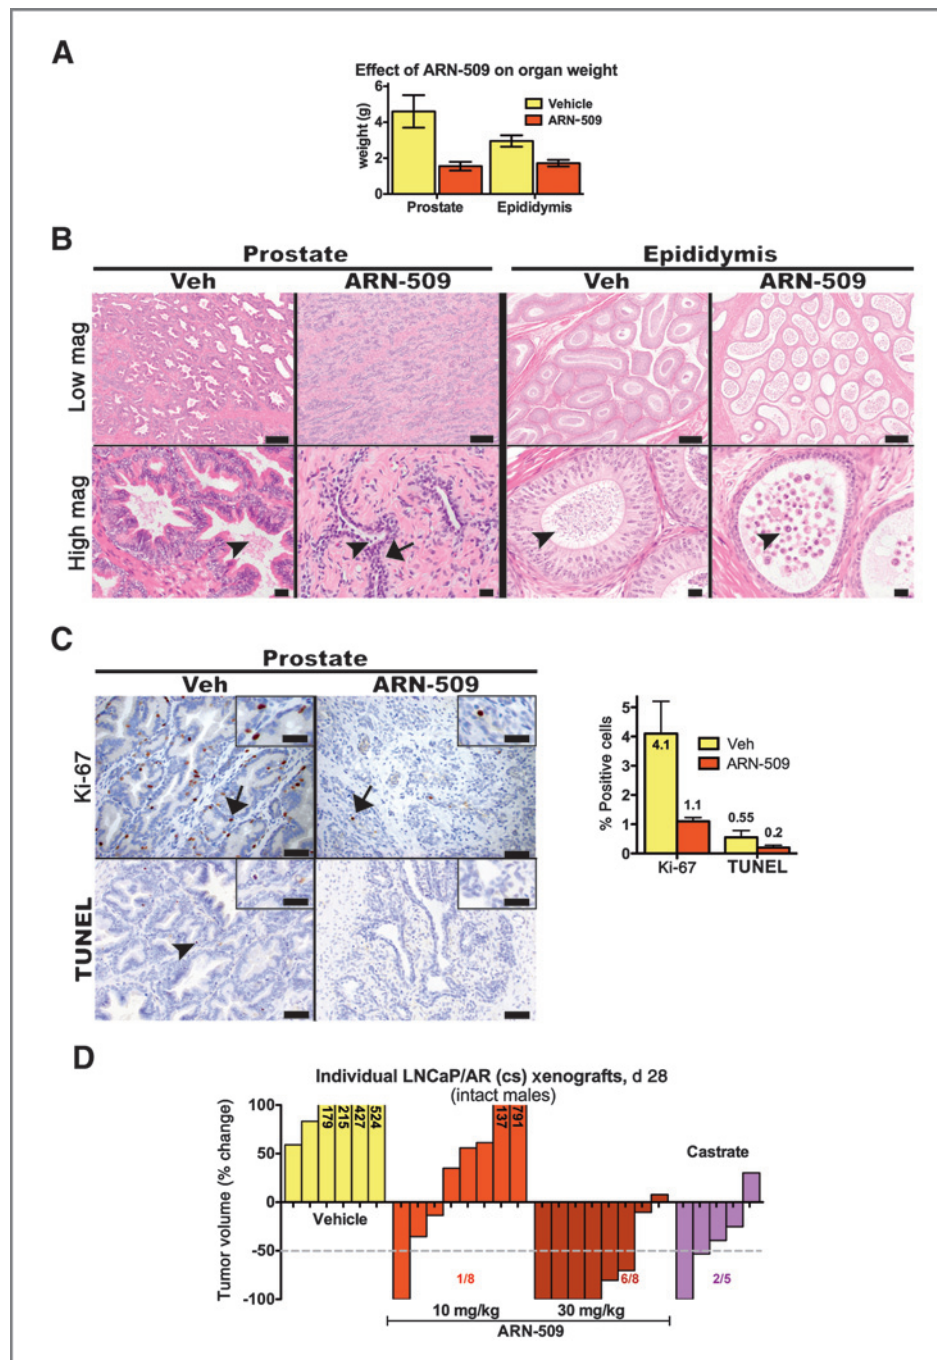 A
Effect of ARN-509 on organ weight
weight (g)
6
4
2
0
Vehicle
ARN-509
Prostate
Epididymis
B
Prostate
Epididymis
Veh
ARN-509
Veh
ARN-509
Low mag
High mag
C
Prostate
Veh
ARN-509
Ki-67
TUNEL
% Positive cells
5
4
3
2
1
0
4.1
1.1
0.55
0.2
Veh
ARN-509
Ki-67
TUNEL
D
Individual LNCaP/AR (cs) xenografts, d 28
(intact males)
Tumor volume (% change)
100
50
0
-50
-100
179
215
427
524
137
791
Vehicle
Castrate
1/8
6/8
2/5
10 mg/kg
30 mg/kg
ARN-509